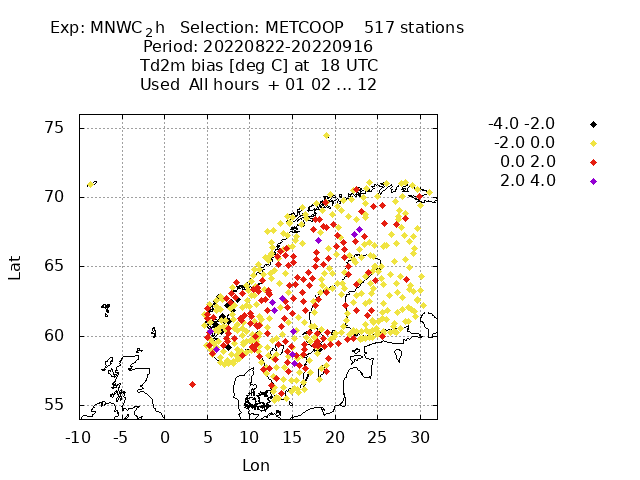 Exp: MNWC_2h Selection: METCOOP 517 stations
Period: 20220822-20220916
Td2m bias [deg C] at 18 UTC
Used All hours + 01 02 ... 12
-4.0 -2.0
-2.0 0.0
0.0 2.0
2.0 4.0
75
70
65
60
55
Lat
-10 -5 0 5 10 15 20 25 30
Lon